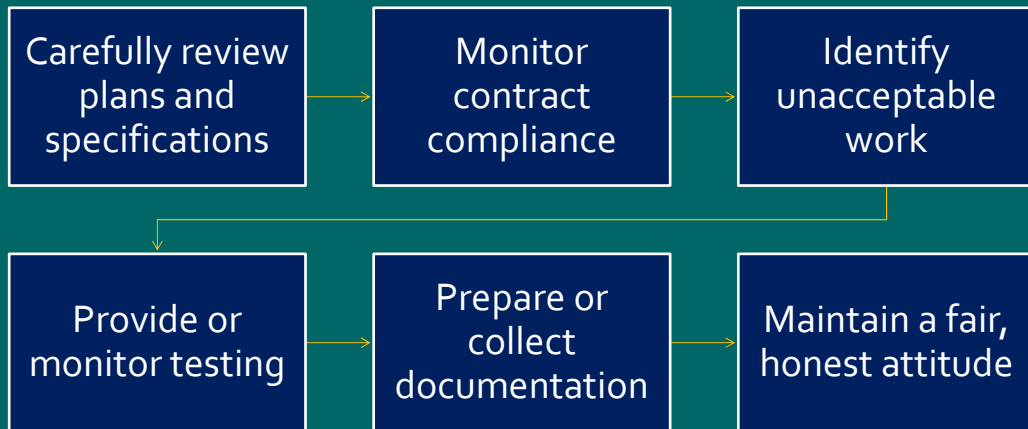 Carefully review
plans and
specifications
Monitor
contract
compliance
Identify
unacceptable
work
Provide or
monitor testing
Prepare or
collect
documentation
Maintain a fair,
honest attitude